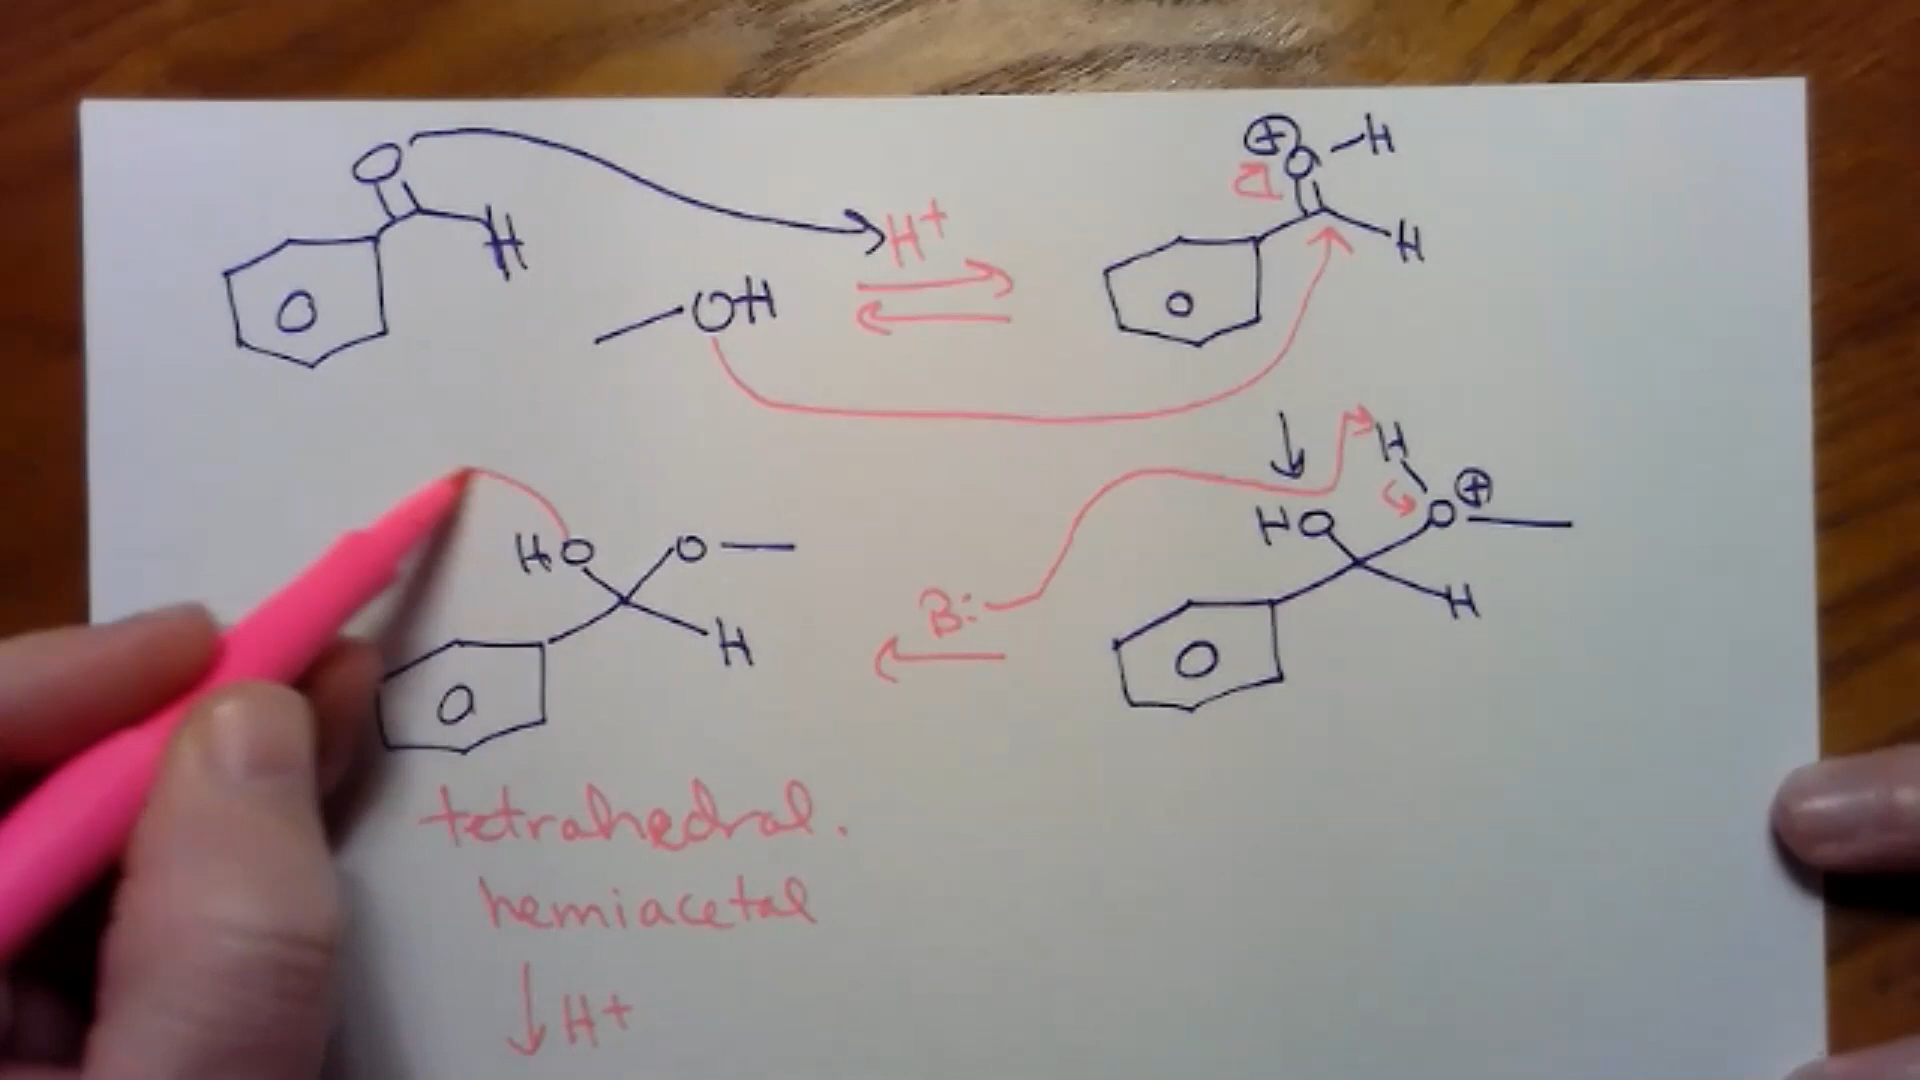 O H
OH
H+
⊕ O H
H
HO O
H
B:
H
HO O ⊕
H
tetrahedral.
hemiacetal
↓ H+